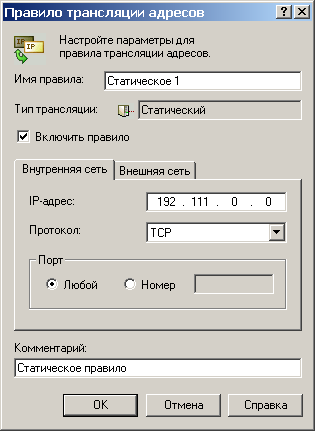 Правило трансляции адресов
IP IP
Настройте параметры для
правила трансляции адресов.
Имя правила: Статическое 1
Тип трансляции: Статический
Включить правило
Внутренняя сеть Внешняя сеть
IP-адрес: 192 . 111 . 0 . 0
Протокол: TCP
Порт
Любой Номер
Комментарий:
Статическое правило
OK Отмена Справка